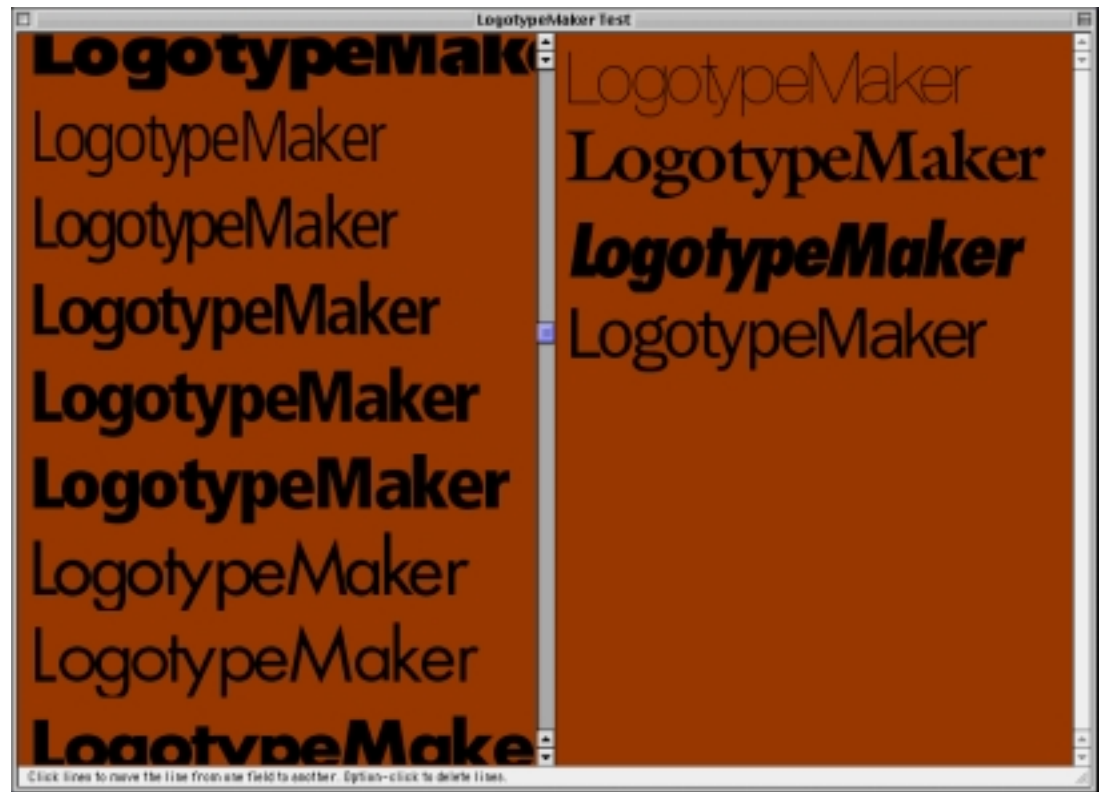 LogotypeMaker Test
LogotypeMake
LogotypeMaker
LogotypeMaker
LogotypeMaker
LogotypeMaker
LogotypeMaker
LogotypeMaker
LogotypeMaker
LogotypeMake
LogotypeMaker
LogotypeMaker
LogotypeMaker
LogotypeMaker
Click lines to move the line from one field to another. Option-click to delete lines.